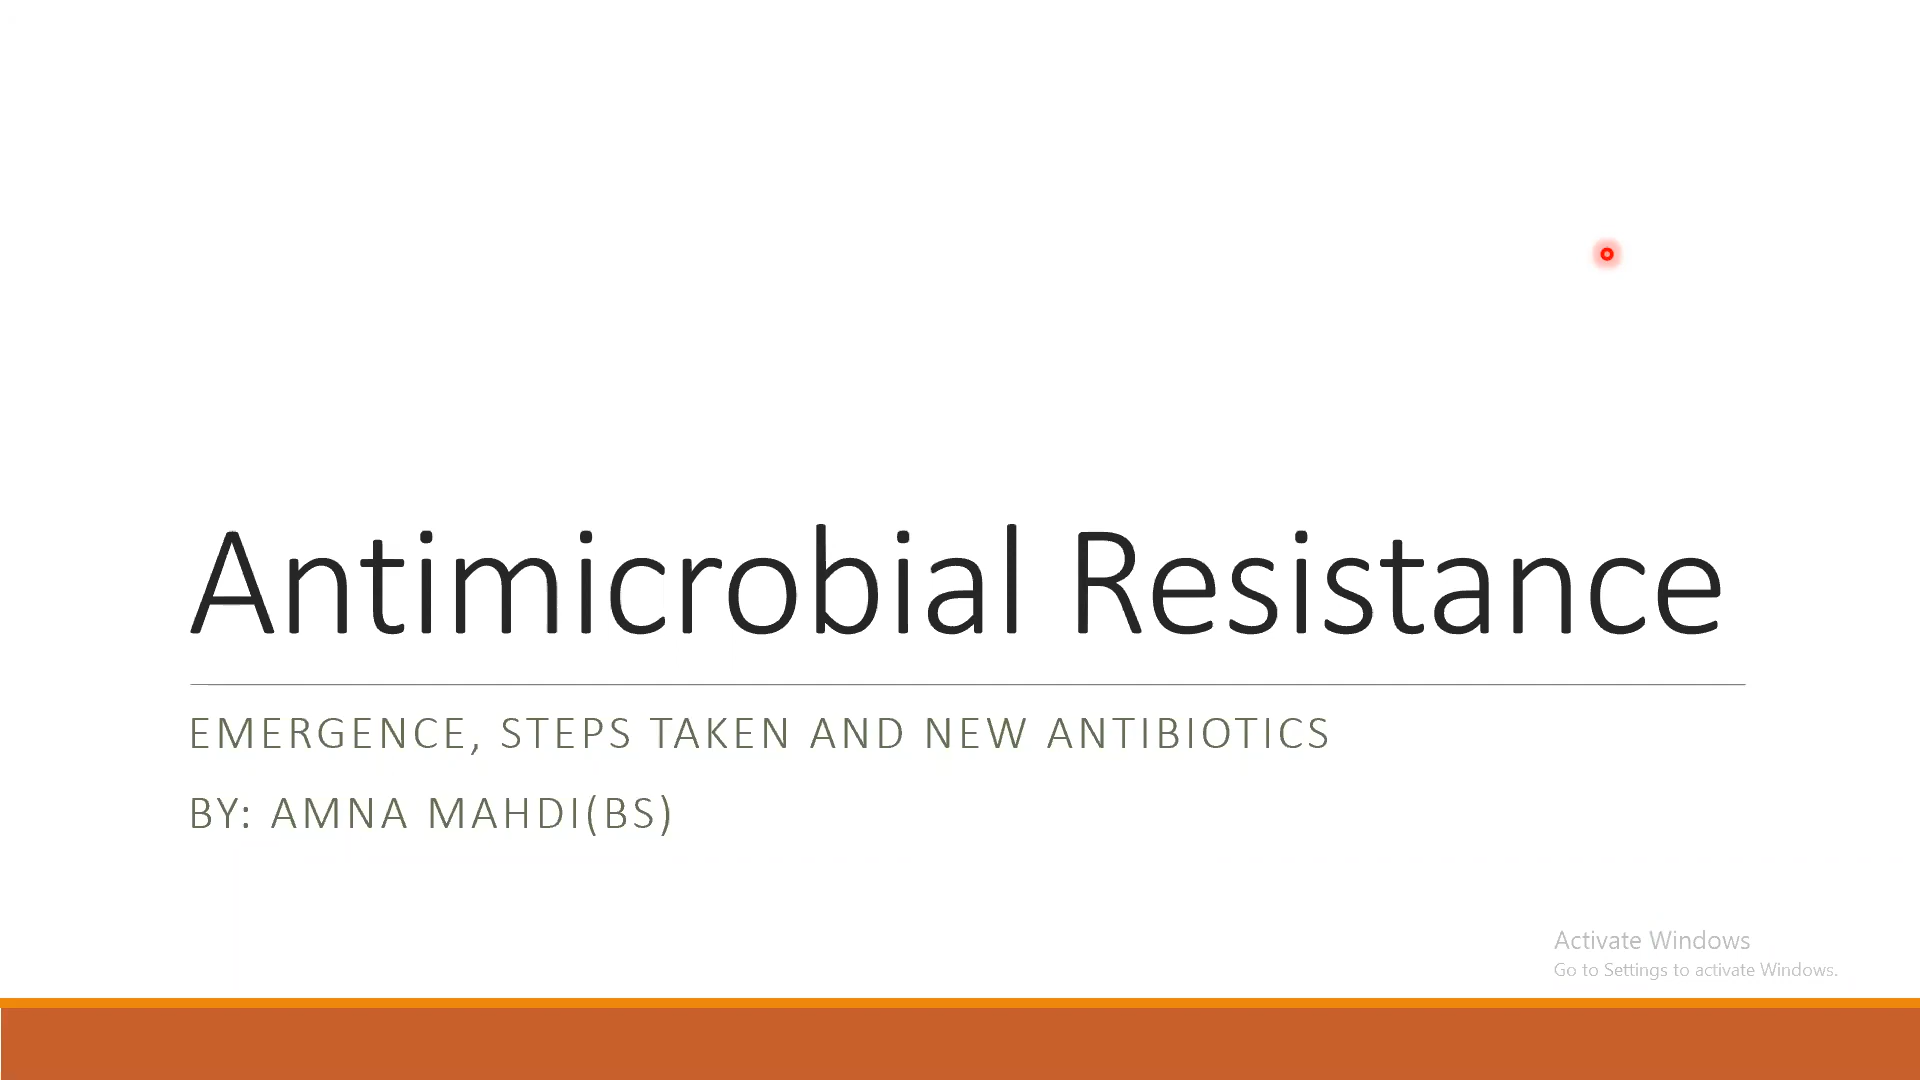 Antimicrobial Resistance
EMERGENCE, STEPS TAKEN AND NEW ANTIBIOTICS
BY: AMNA MAHDI(BS)
Activate Windows
Go to Settings to activate Windows.